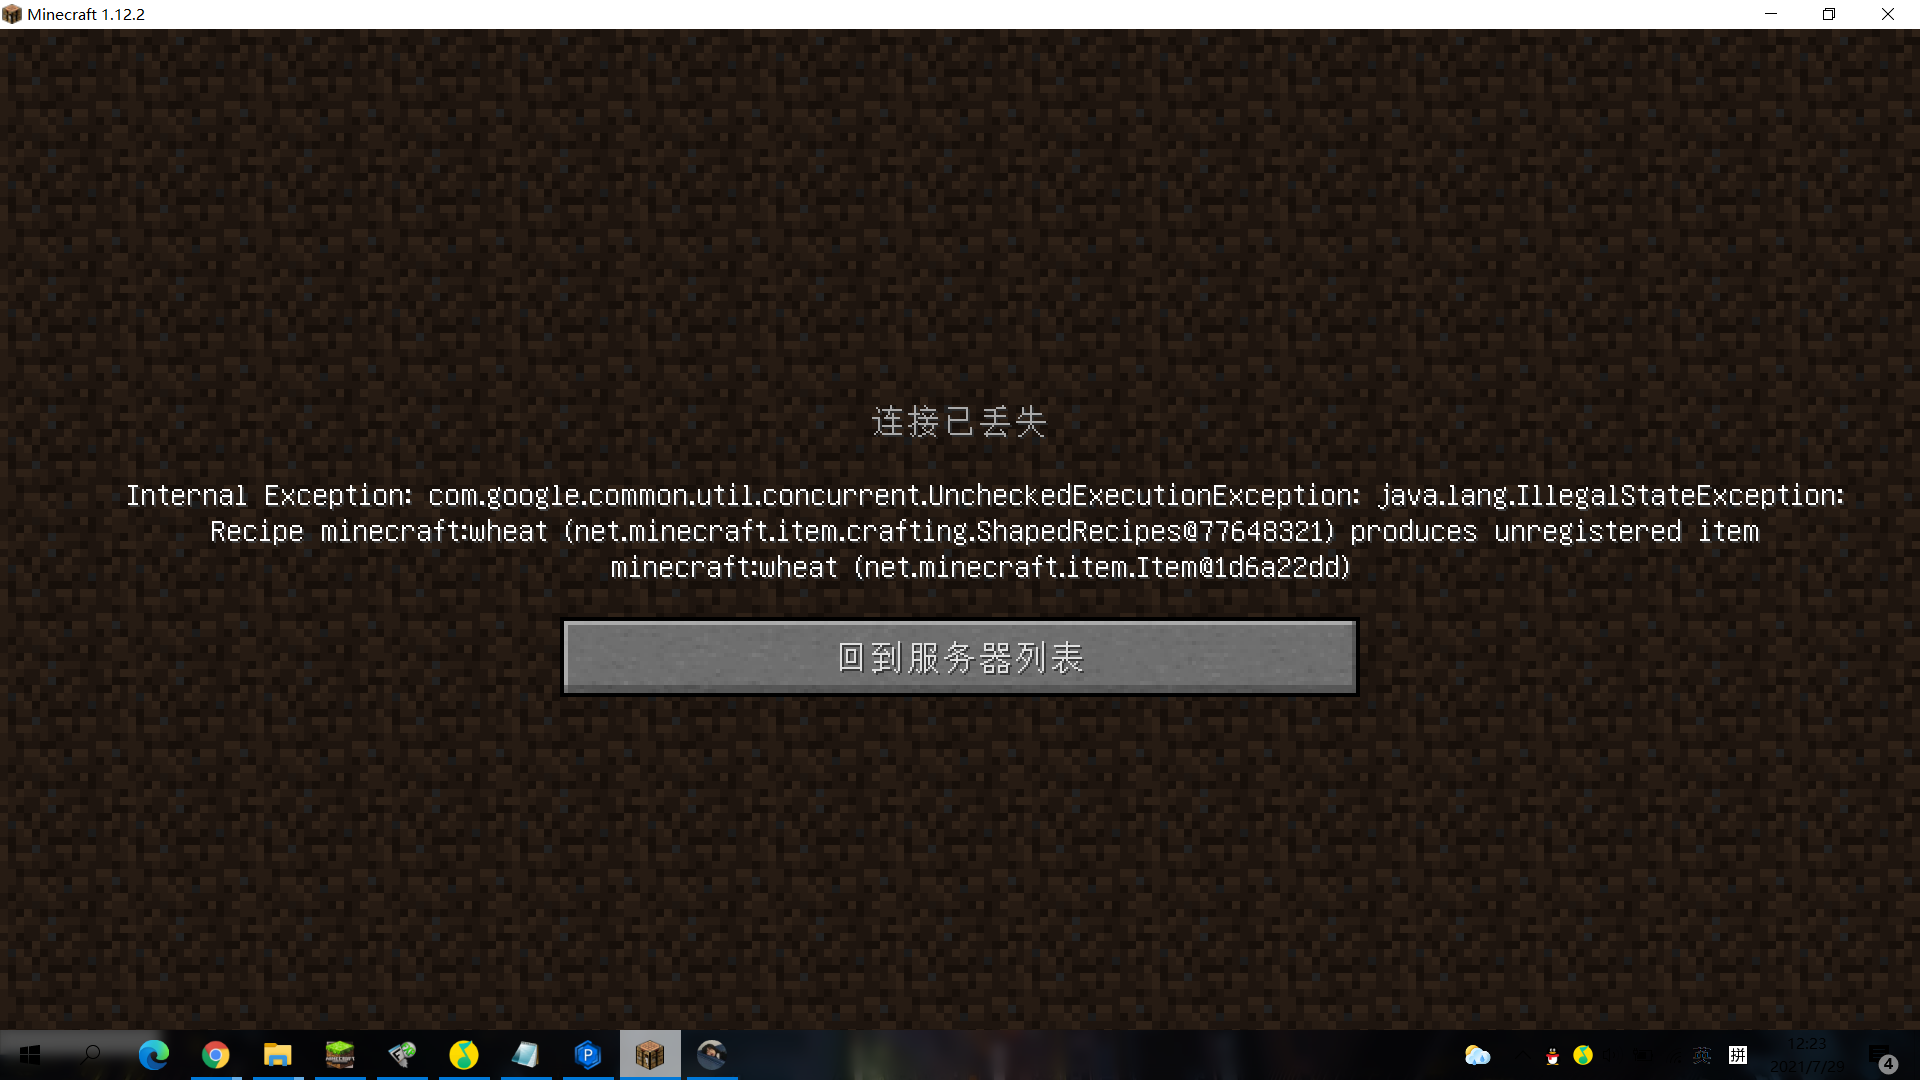 Minecraft 1.12.2
连接已丢失
Internal Exception: com.google.common.util.concurrent.UncheckedExecutionException: java.lang.IllegalStateException:
Recipe minecraft:wheat (net.minecraft.item.crafting.ShapedRecipes@77648321) produces unregistered item
minecraft:wheat (net.minecraft.item.Item@1d6a22dd)
回到服务器列表
英
拼
12:23
2021/7/29
4